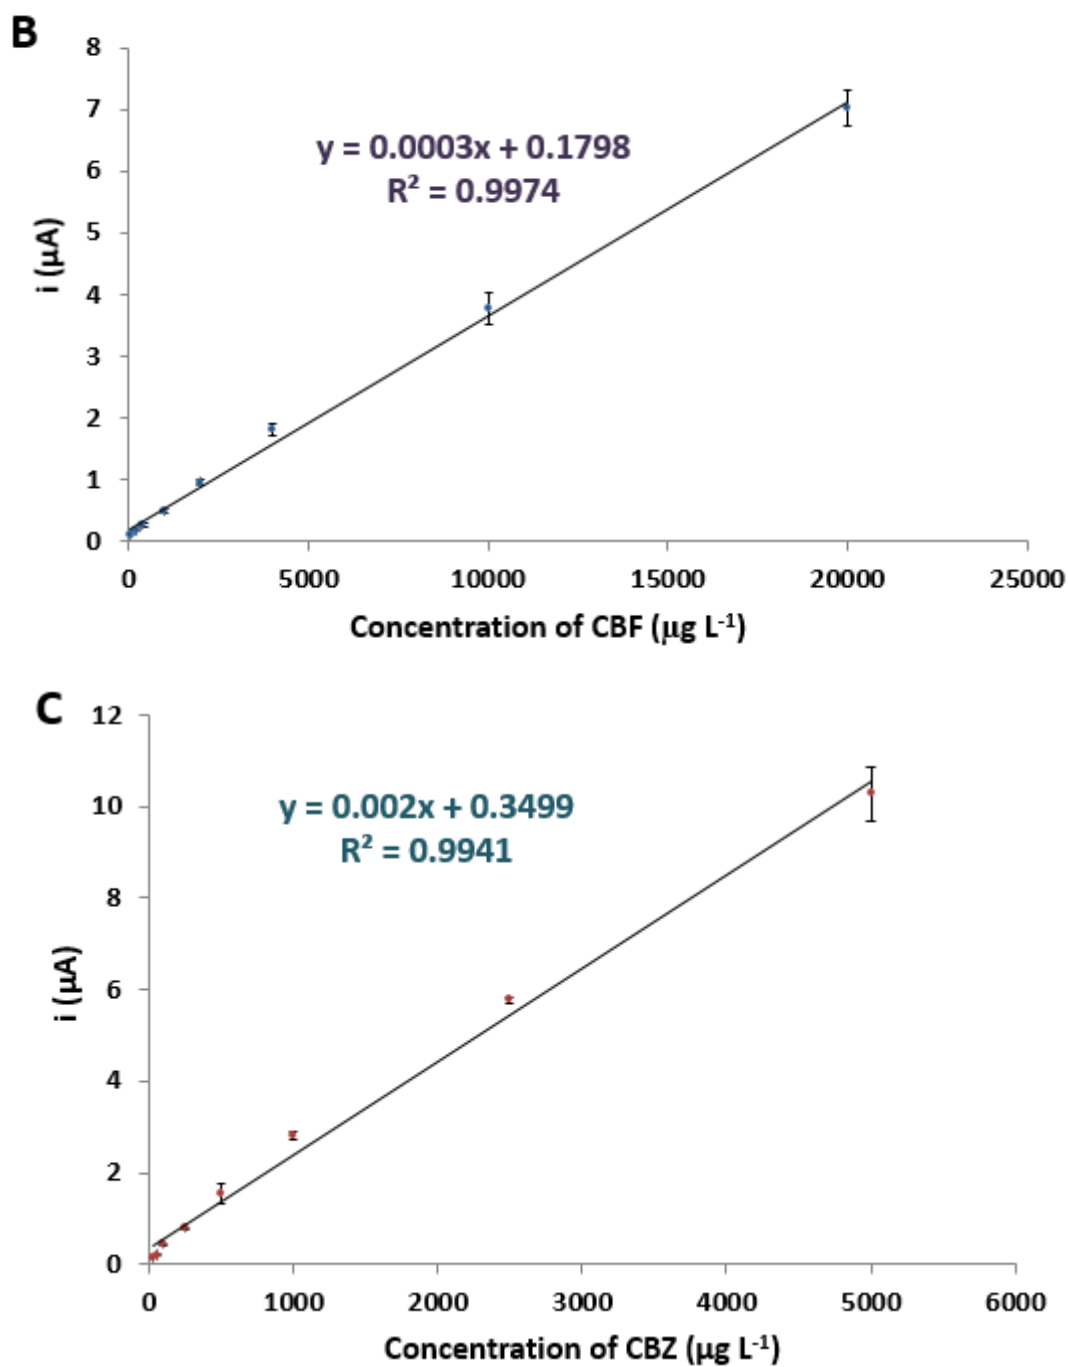 B
8
7
6
5
4
3
2
1
0
i (µA)
y = 0.0003x + 0.1798
R² = 0.9974
0 5000 10000 15000 20000 25000
Concentration of CBF (µg L⁻¹)
C
12
10
8
6
4
2
0
i (µA)
y = 0.002x + 0.3499
R² = 0.9941
0 1000 2000 3000 4000 5000 6000
Concentration of CBZ (µg L⁻¹)